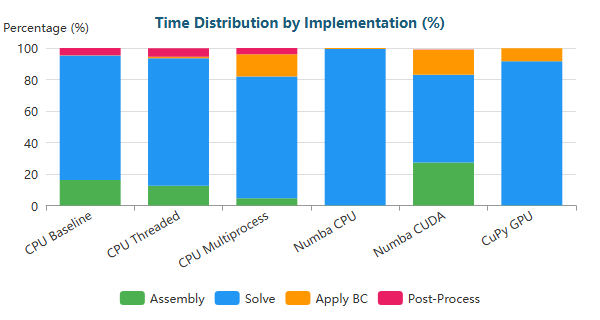 Time Distribution by Implementation (%)
Percentage (%)
100
80
60
40
20
0
CPU Baseline
CPU Threaded
CPU Multiprocess
Numba CPU
Numba CUDA
CuPy GPU
Assembly
Solve
Apply BC
Post-Process